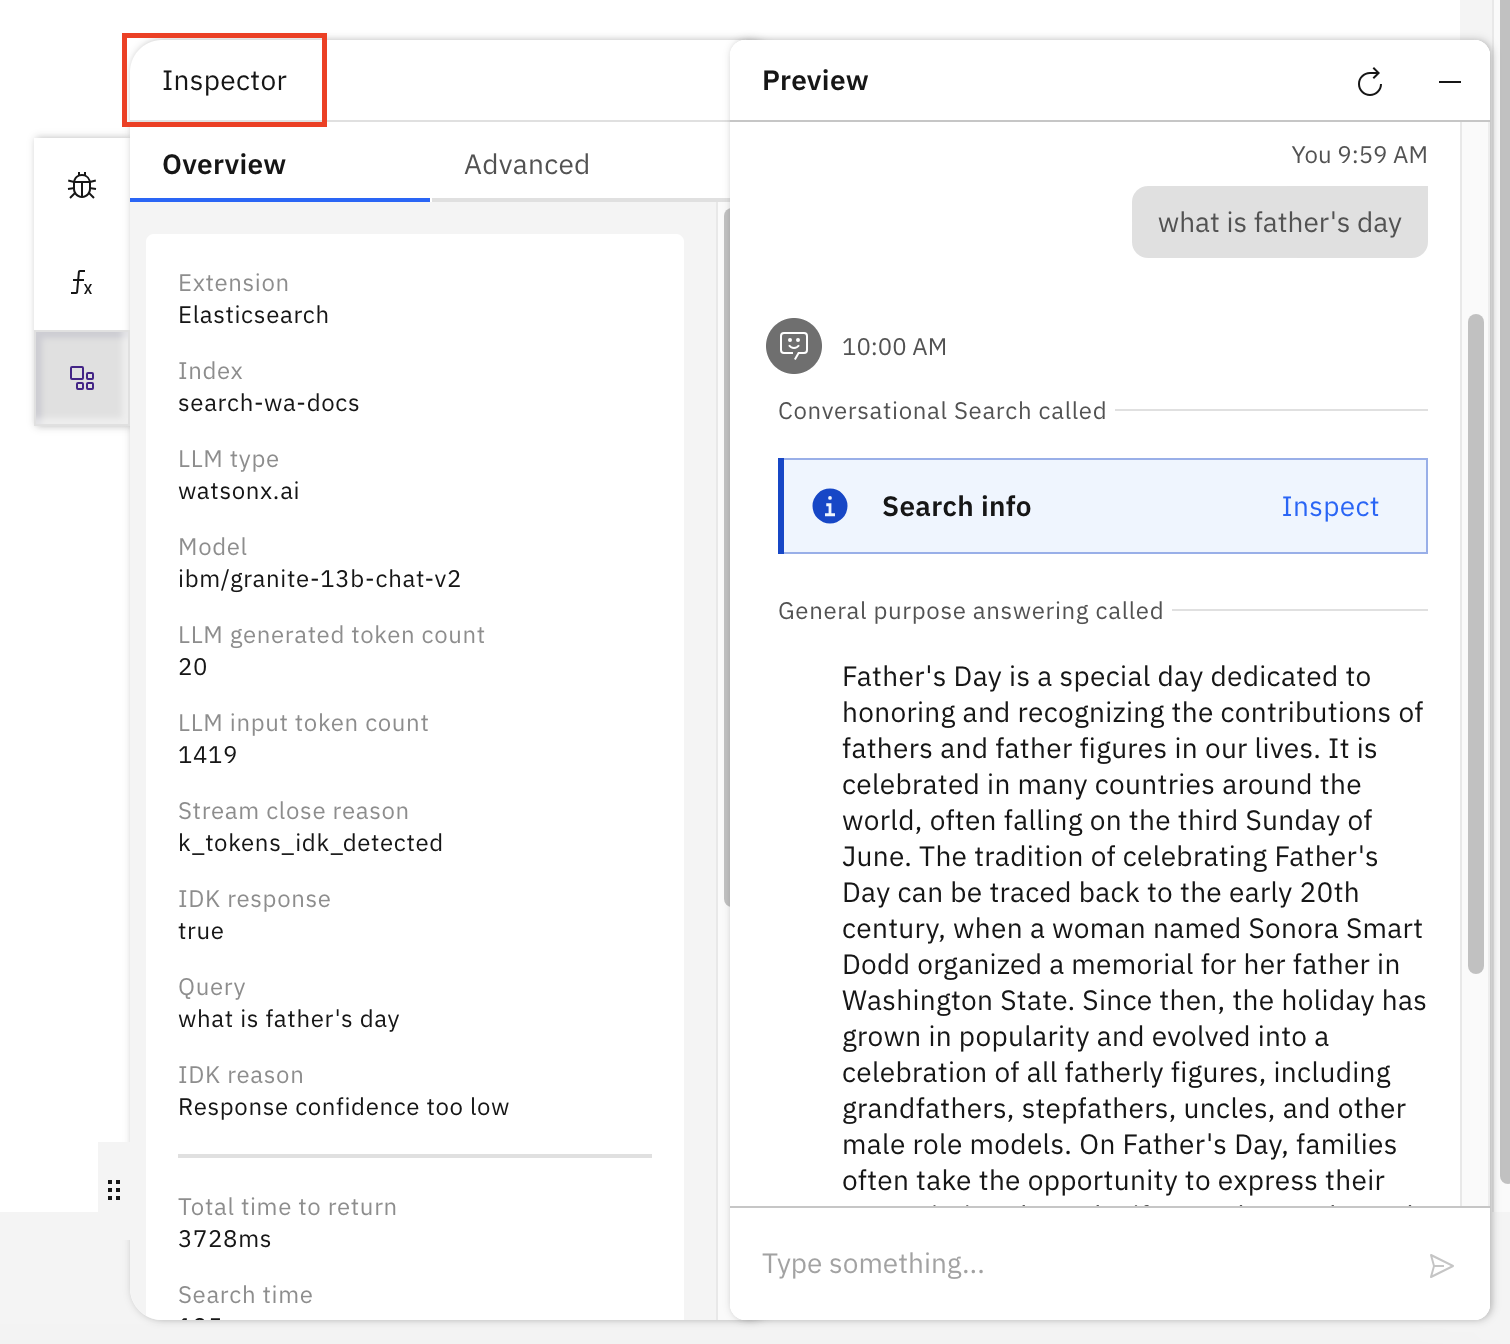 Inspector
Overview
Advanced
fx
Extension
Elasticsearch
Index
search-wa-docs
LLM type
watsonx.ai
Model
ibm/granite-13b-chat-v2
LLM generated token count
20
LLM input token count
1419
Stream close reason
k_tokens_idk_detected
IDK response
true
Query
what is father's day
IDK reason
Response confidence too low
Total time to return
3728ms
Search time
Preview
You 9:59 AM
what is father's day
10:00 AM
Conversational Search called
Search info
Inspect
General purpose answering called
Father's Day is a special day dedicated to
honoring and recognizing the contributions of
fathers and father figures in our lives. It is
celebrated in many countries around the
world, often falling on the third Sunday of
June. The tradition of celebrating Father's
Day can be traced back to the early 20th
century, when a woman named Sonora Smart
Dodd organized a memorial for her father in
Washington State. Since then, the holiday has
grown in popularity and evolved into a
celebration of all fatherly figures, including
grandfathers, stepfathers, uncles, and other
male role models. On Father's Day, families
often take the opportunity to express their
Type something...